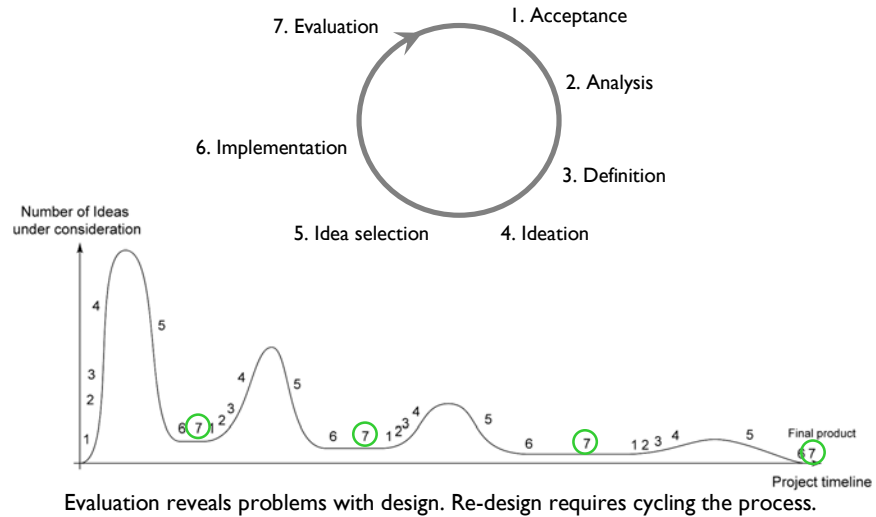 7. Evaluation
1. Acceptance
2. Analysis
3. Definition
4. Ideation
5. Idea selection
6. Implementation
Number of Ideas
under consideration
1
2
3
4
5
6 7 1 2 3 4
5
6 7 1 2 3 4
5
6 7 1 2 3 4
5
Final product
6 7
Project timeline
Evaluation reveals problems with design. Re-design requires cycling the process.